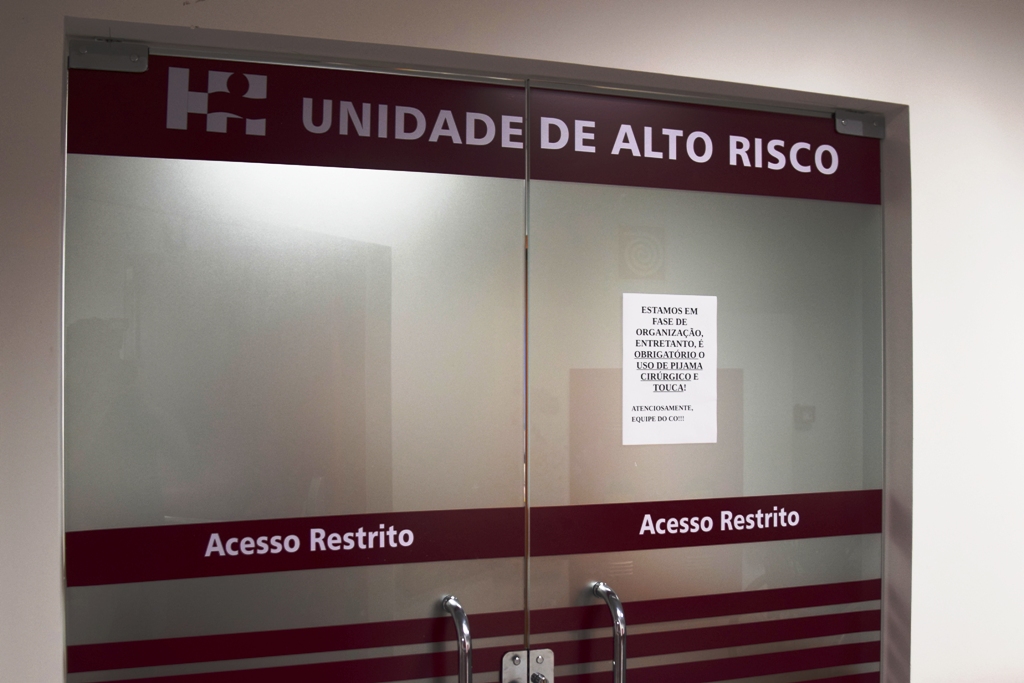 UNIDADE DE ALTO RISCO
ESTAMOS EM
FASE DE
ORGANIZAÇÃO,
ENTRETANTO, É
OBRIGATÓRIO O
USO DE PIJAMA
CIRÚRGICO E
TOUCA!
ATENCIOSAMENTE,
EQUIPE DO CO!!!
Acesso Restrito
Acesso Restrito